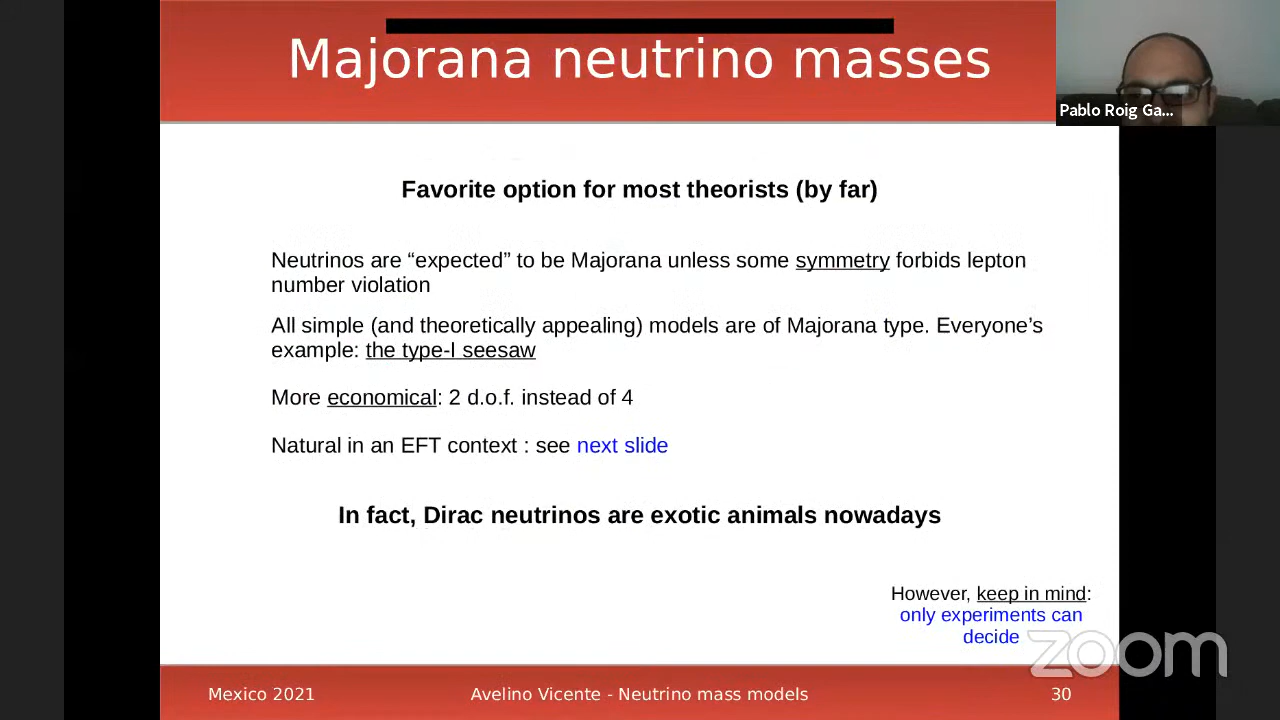 Majorana neutrino masses
Pablo Roig Ga...
Favorite option for most theorists (by far)
Neutrinos are “expected” to be Majorana unless some symmetry forbids lepton
number violation
All simple (and theoretically appealing) models are of Majorana type. Everyone’s
example: the type-I seesaw
More economical: 2 d.o.f. instead of 4
Natural in an EFT context : see next slide
In fact, Dirac neutrinos are exotic animals nowadays
However, keep in mind:
only experiments can
decide
zoom
Mexico 2021
Avelino Vicente - Neutrino mass models
30